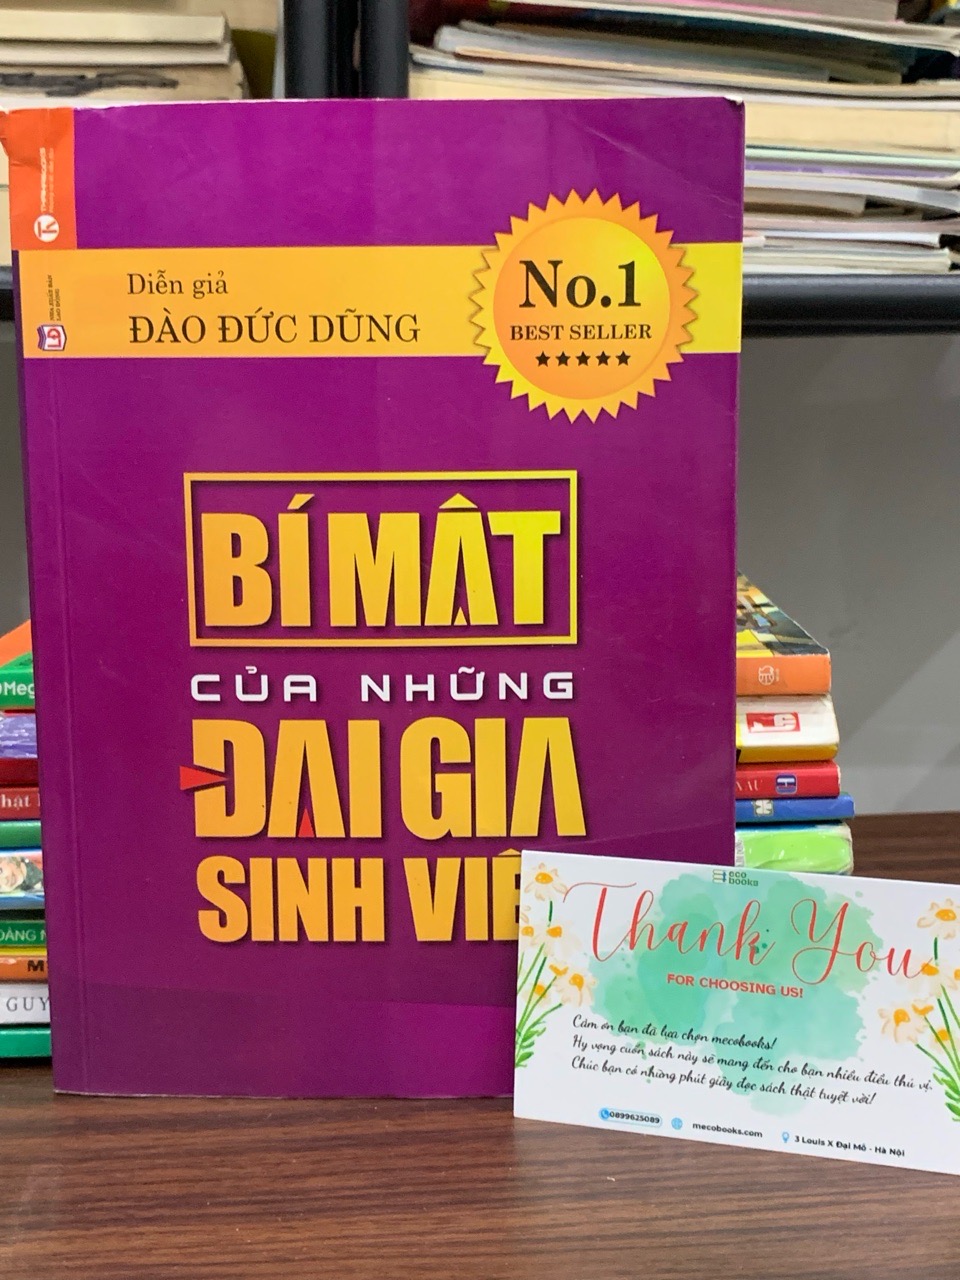 Diễn giả
ĐÀO ĐỨC DŨNG
No.1
BEST SELLER
BÍ MẬT
CỦA NHỮNG
ĐẠI GIA
SINH VIÊ
eco
books
Thank You
FOR CHOOSING US!
Cảm ơn bạn đã lựa chọn mecobooks!
Hy vọng cuốn sách này sẽ mang đến cho bạn nhiều điều thú vị.
Chúc bạn có những phút giây đọc sách thật tuyệt vời!
0899625089
mecobooks.com
3 Louis X Đại Mỗ - Hà Nội
GUY